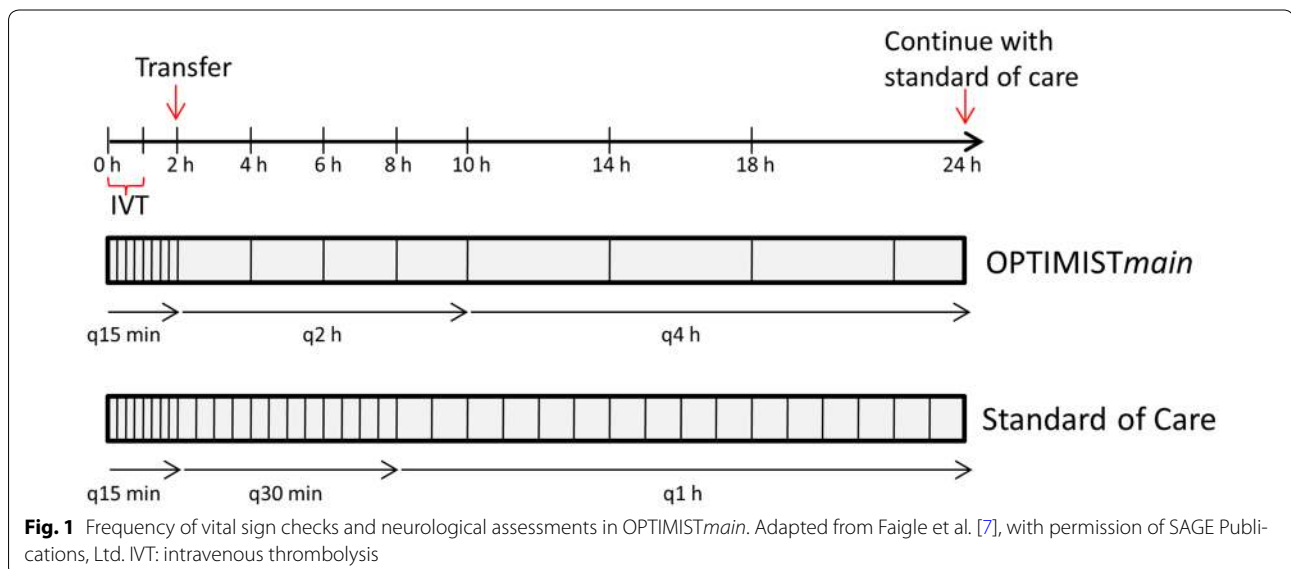 Transfer
Continue with
standard of care
0 h 2 h 4 h 6 h 8 h 10 h 14 h 18 h 24 h
IVT
OPTIMISTmain
q15 min q2 h q4 h
Standard of Care
q15 min q30 min q1 h
Fig. 1 Frequency of vital sign checks and neurological assessments in OPTIMISTmain. Adapted from Faigle et al. [7], with permission of SAGE Publi-
cations, Ltd. IVT: intravenous thrombolysis